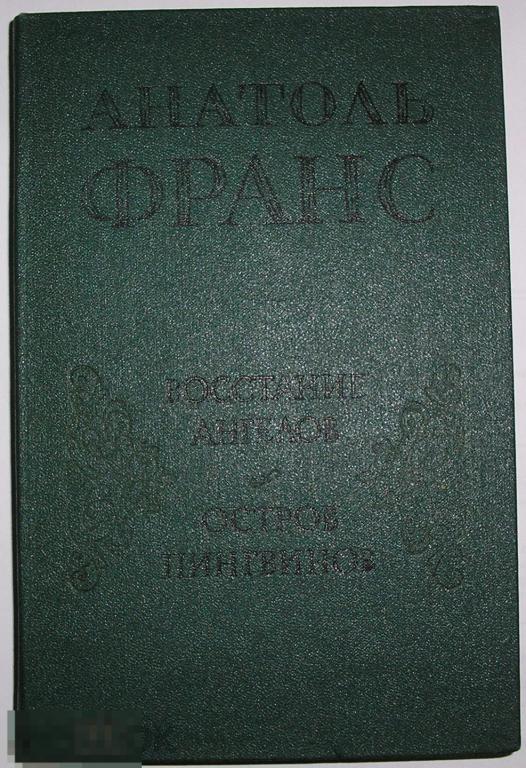 АНАТОЛЬ
ФРАНС
ВОССТАНИЕ
АНГЕЛОВ
ОСТРОВ
ПИНГВИНОВ